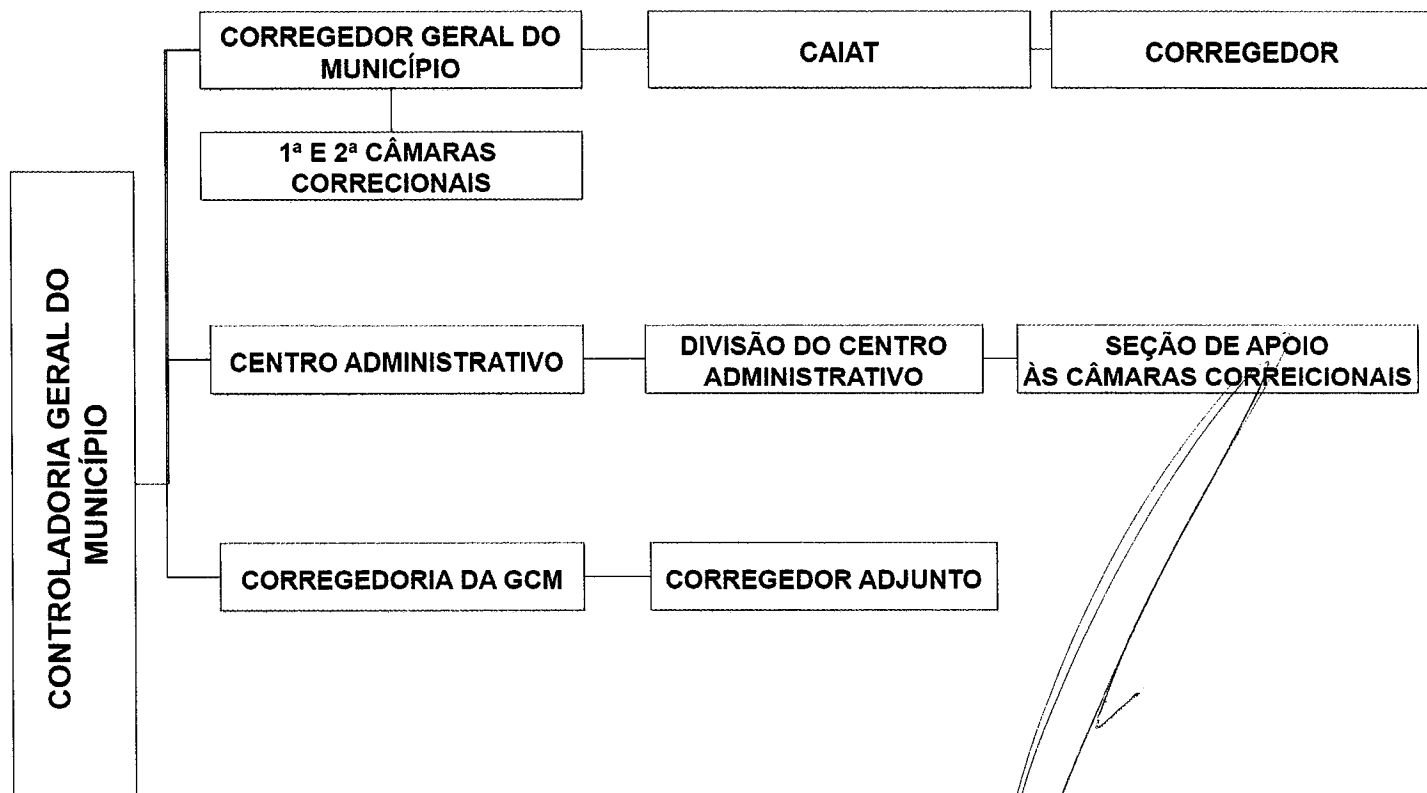 CORREGEDOR GERAL DO
MUNICÍPIO
CAIAT
CORREGEDOR
1ª E 2ª CÂMARAS
CORRECIONAIS
CONTROLADORIA GERAL DO
MUNICÍPIO
CENTRO ADMINISTRATIVO
DIVISÃO DO CENTRO
ADMINISTRATIVO
SEÇÃO DE APOIO
ÀS CÂMARAS CORREICIONAIS
CORREGEDORIA DA GCM
CORREGEDOR ADJUNTO